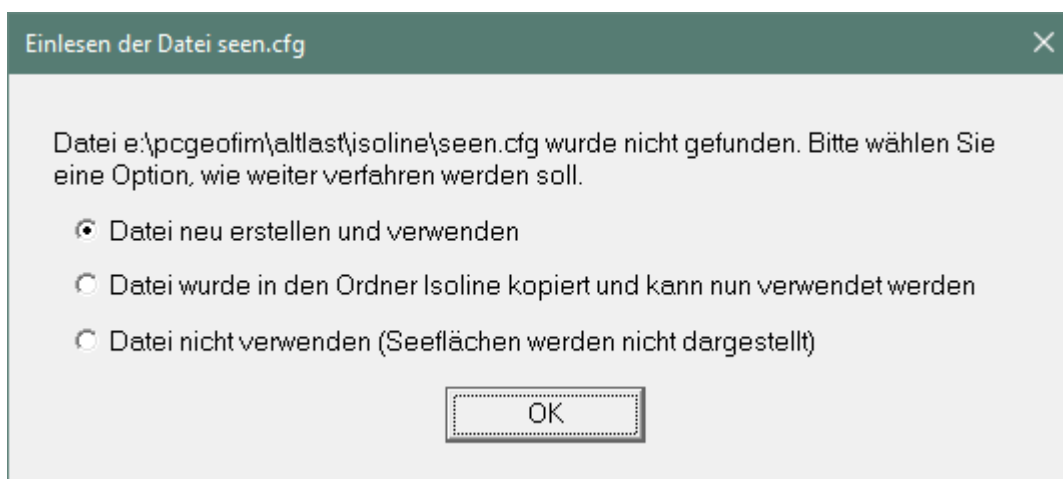 Einlesen der Datei seen.cfg
Datei e:\pcgeofim\altlast\isoline\seen.cfg wurde nicht gefunden. Bitte wählen Sie
eine Option, wie weiter verfahren werden soll.
Datei neu erstellen und verwenden
Datei wurde in den Ordner Isoline kopiert und kann nun verwendet werden
Datei nicht verwenden (Seeflächen werden nicht dargestellt)
OK